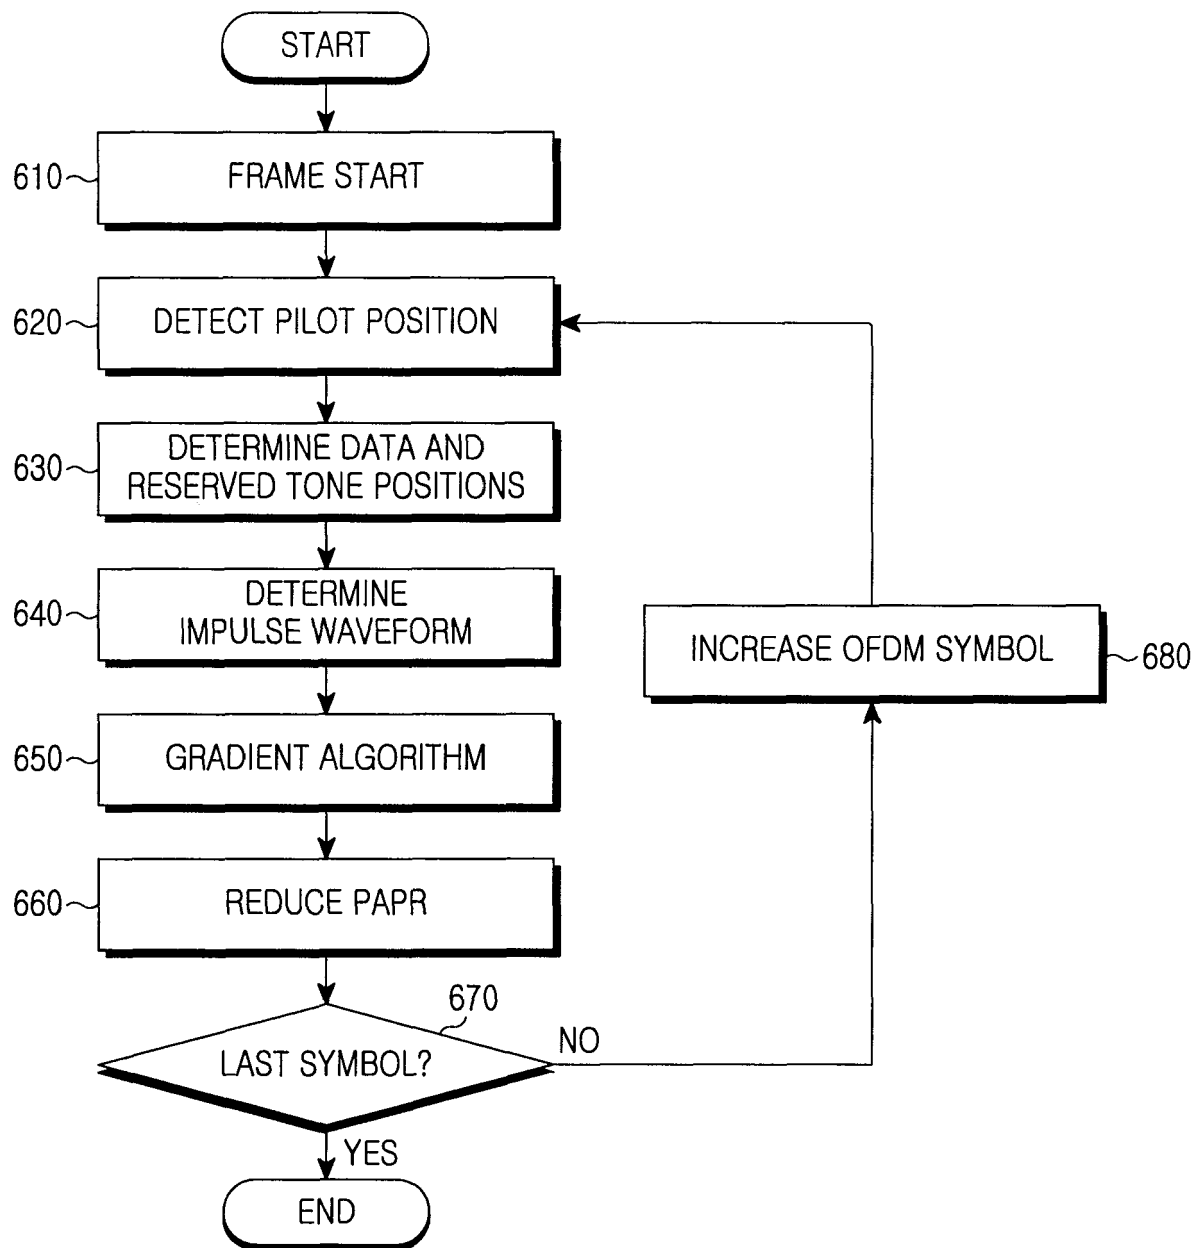 START
610
FRAME START
620
DETECT PILOT POSITION
630
DETERMINE DATA AND
RESERVED TONE POSITIONS
640
DETERMINE
IMPULSE WAVEFORM
INCREASE OFDM SYMBOL
680
650
GRADIENT ALGORITHM
660
REDUCE PAPR
670
LAST SYMBOL?
NO
YES
END